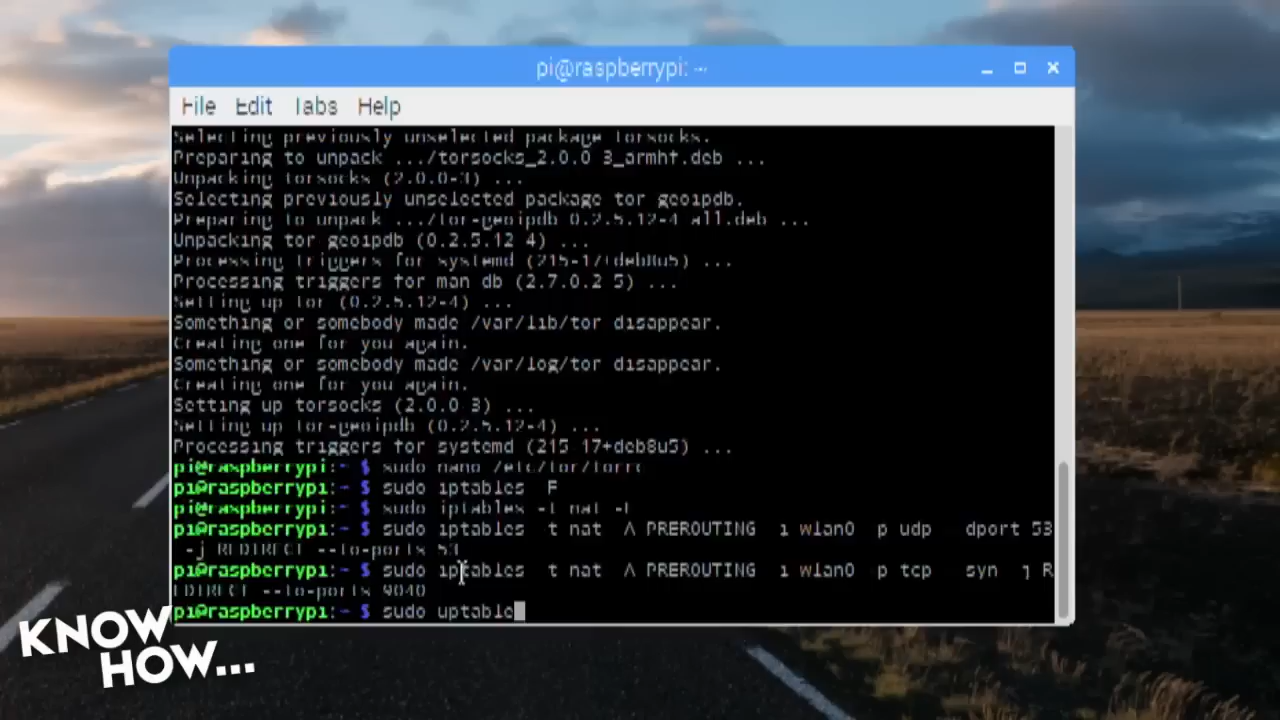 pi@raspberrypi: ~
File Edit Tabs Help
Selecting previously unselected package torsocks.
Preparing to unpack .../torsocks_2.0.0-3_armhf.deb ...
Unpacking torsocks (2.0.0-3) ...
Selecting previously unselected package tor-geoipdb.
Preparing to unpack .../tor-geoipdb_0.2.5.12-4_all.deb ...
Unpacking tor-geoipdb (0.2.5.12-4) ...
Processing triggers for systemd (215-17+deb8u5) ...
Processing triggers for man-db (2.7.0.2-5) ...
Setting up tor (0.2.5.12-4) ...
Something or somebody made /var/lib/tor disappear.
Creating one for you again.
Something or somebody made /var/log/tor disappear.
Creating one for you again.
Setting up torsocks (2.0.0-3) ...
Setting up tor-geoipdb (0.2.5.12-4) ...
Processing triggers for systemd (215-17+deb8u5) ...
pi@raspberrypi:~ $ sudo nano /etc/tor/torrc
pi@raspberrypi:~ $ sudo iptables -F
pi@raspberrypi:~ $ sudo iptables -t nat -F
pi@raspberrypi:~ $ sudo iptables -t nat -A PREROUTING -i wlan0 -p udp --dport 53
-j REDIRECT --to-ports 53
pi@raspberrypi:~ $ sudo iptables -t nat -A PREROUTING -i wlan0 -p tcp --syn -j R
EDIRECT --to-ports 9040
pi@raspberrypi:~ $ sudo uptable
KNOW
HOW...